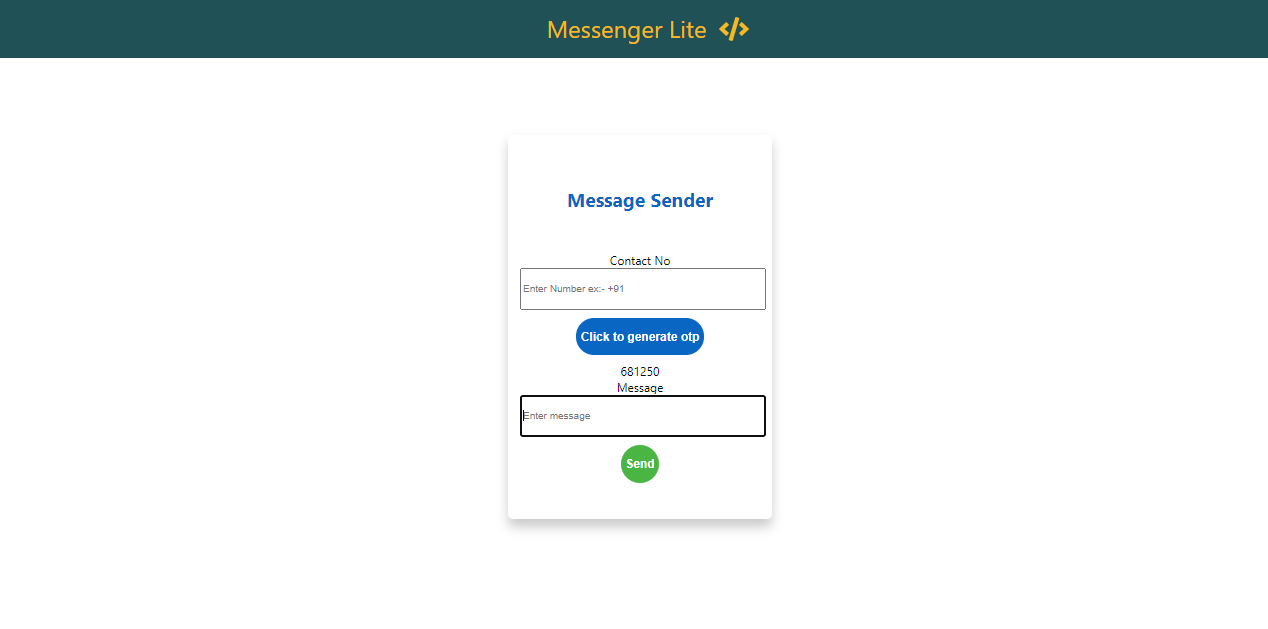 Messenger Lite </>
Message Sender
Contact No
Enter Number ex:- +91
Click to generate otp
681250
Message
Enter message
Send